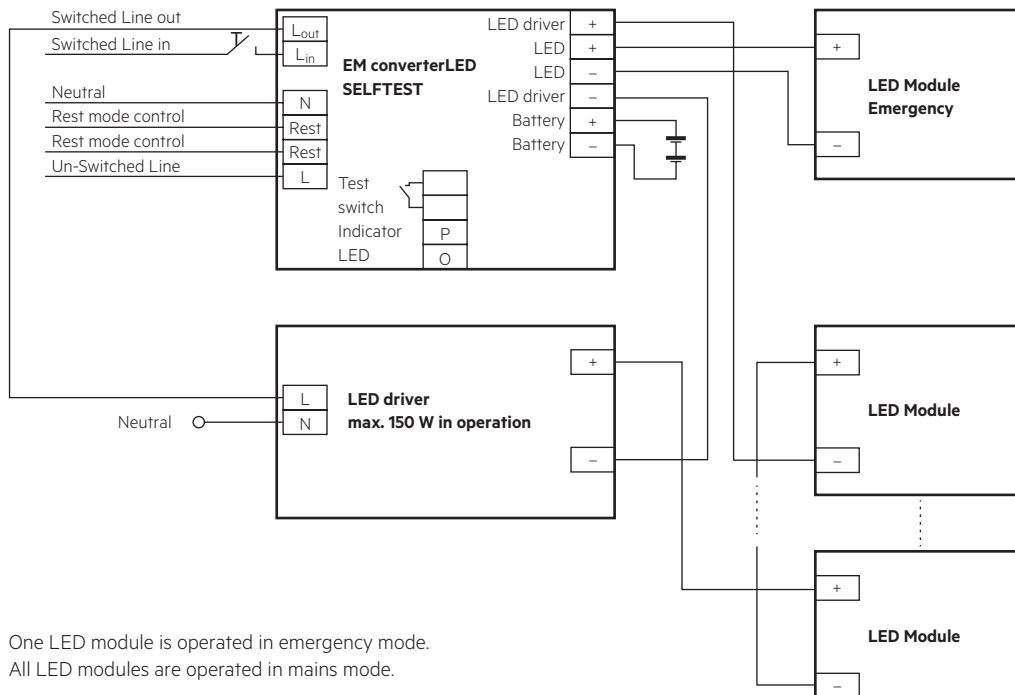 Switched Line out
Switched Line in
Neutral
Rest mode control
Rest mode control
Un-Switched Line
Lout
Lin
N
Rest
Rest
L
EM converterLED
SELFTEST
Test
switch
Indicator
LED
P
O
LED driver +
LED +
LED –
LED driver –
Battery +
Battery –
+
–
LED Module
Emergency
Neutral
L
N
LED driver
max. 150 W in operation
+
–
+
–
LED Module
+
–
LED Module
One LED module is operated in emergency mode.
All LED modules are operated in mains mode.